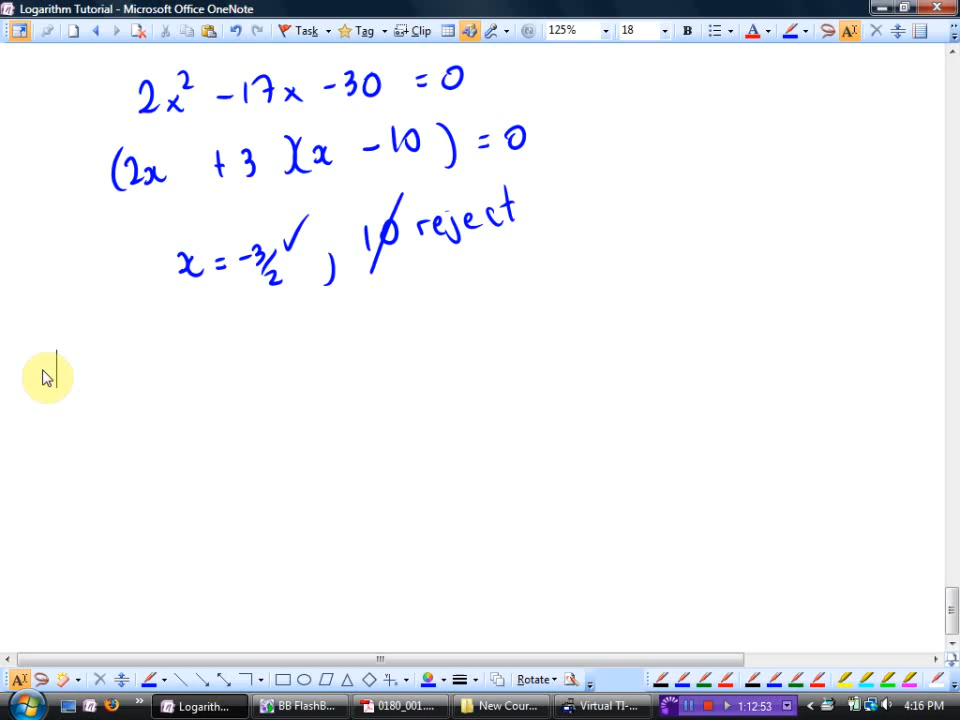 Logarithm Tutorial - Microsoft Office OneNote
Task Tag Clip 125% 18 B A A
2x² - 17x - 30 = 0
(2x + 3)(x - 10) = 0
x = -3/2 ✓ , 10 reject
A Rotate
Logarith... BB FlashB... 0180_001.... New Cour... Virtual TI-... 1:12:53 4:16 PM